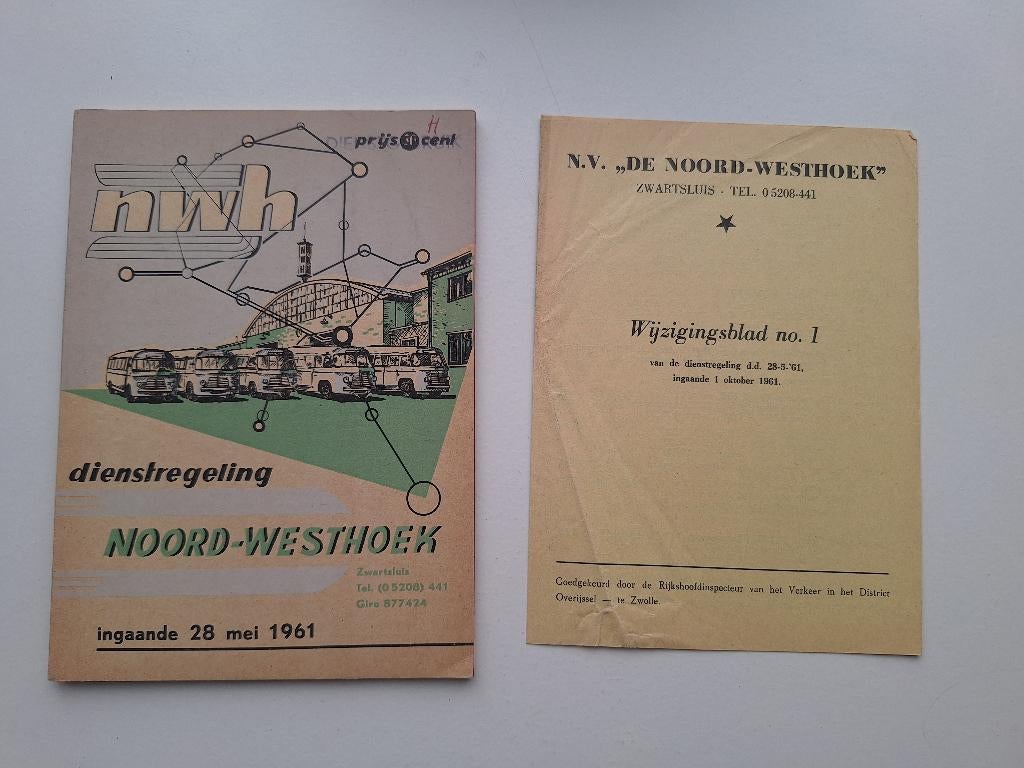 H
prijs 50 cent
nwh
dienstregeling
NOORD-WESTHOEK
Zwartsluis
Tel. (05208) 441
Giro 877424
ingaande 28 mei 1961
N.V. „DE NOORD-WESTHOEK”
ZWARTSLUIS - TEL. 05208-441
Wijzigingsblad no. 1
van de dienstregeling d.d. 28-5-'61,
ingaande 1 oktober 1961.
Goedgekeurd door de Rijkshoofdinspecteur van het Verkeer in het District
Overijssel — te Zwolle.